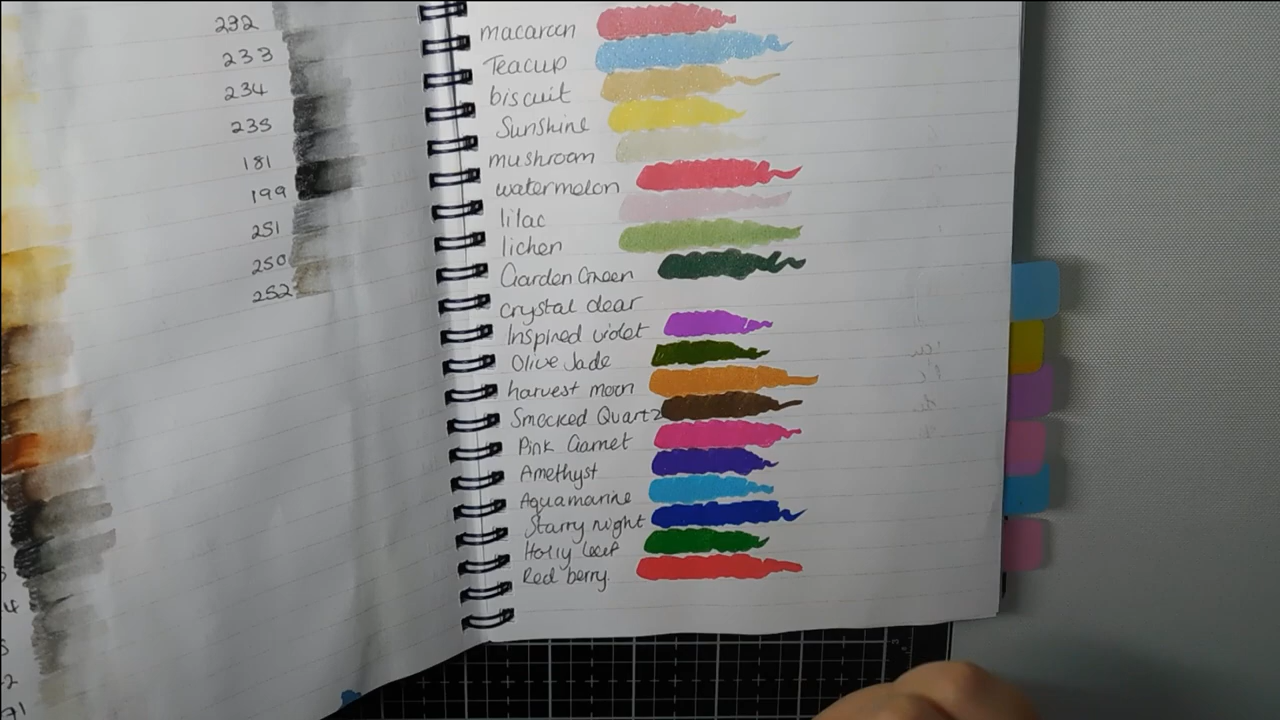 232
233
234
235
181
199
251
250
252
macaroon
Teacup
biscuit
Sunshine
mushroom
watermelon
lilac
lichen
Garden Green
crystal clear
Inspired violet
Olive Jade
harvest moon
Smocked Quartz
Pink Garnet
Amethyst
Aquamarine
Starry night
Holly leaf
Red berry.